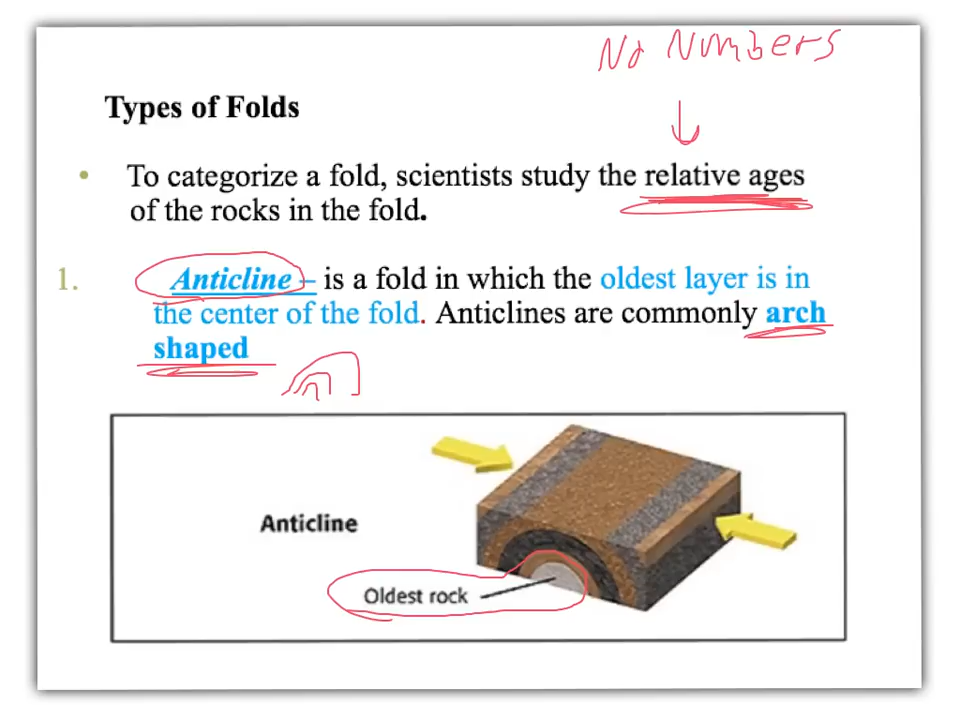 No Numbers
Types of Folds
• To categorize a fold, scientists study the relative ages
of the rocks in the fold.
1. Anticline – is a fold in which the oldest layer is in
the center of the fold. Anticlines are commonly arch
shaped
Anticline
Oldest rock